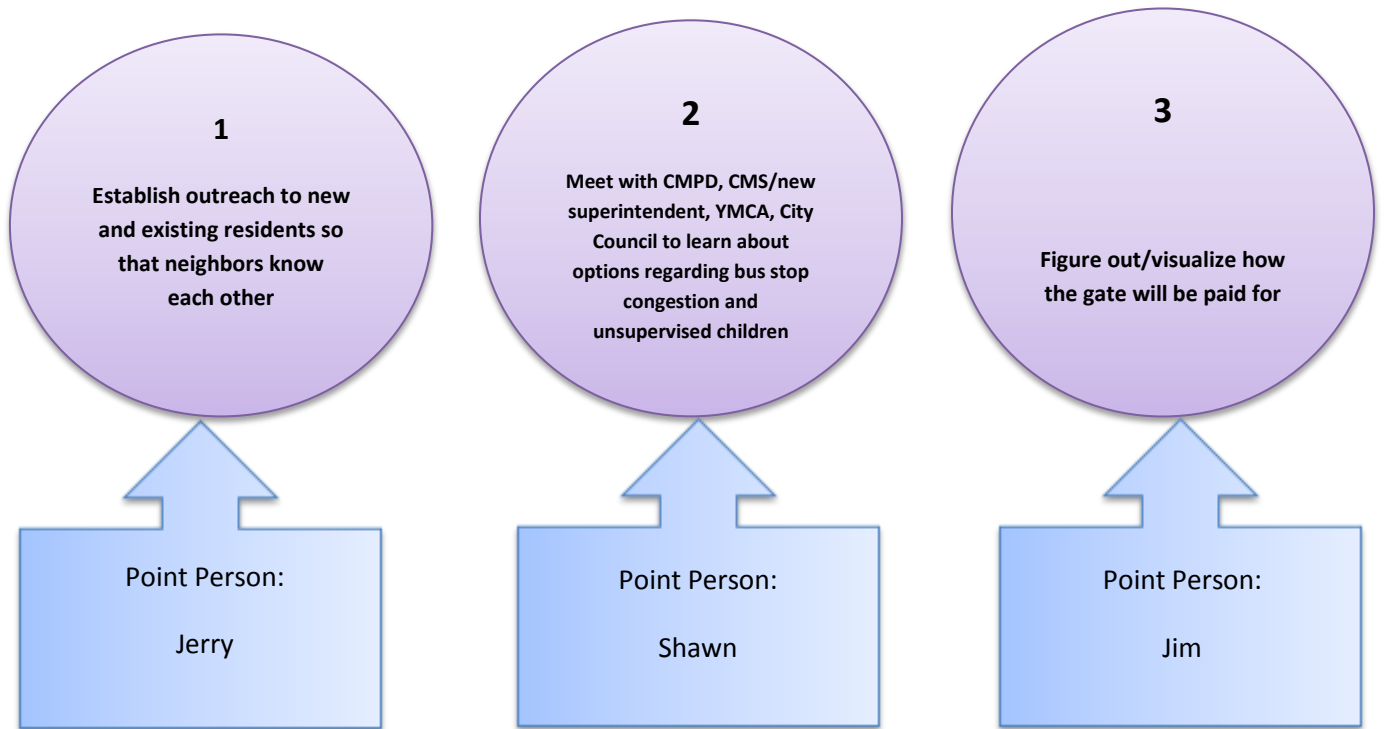 1
Establish outreach to new
and existing residents so
that neighbors know
each other
Point Person:
Jerry
2
Meet with CMPD, CMS/new
superintendent, YMCA, City
Council to learn about
options regarding bus stop
congestion and
unsupervised children
Point Person:
Shawn
3
Figure out/visualize how
the gate will be paid for
Point Person:
Jim